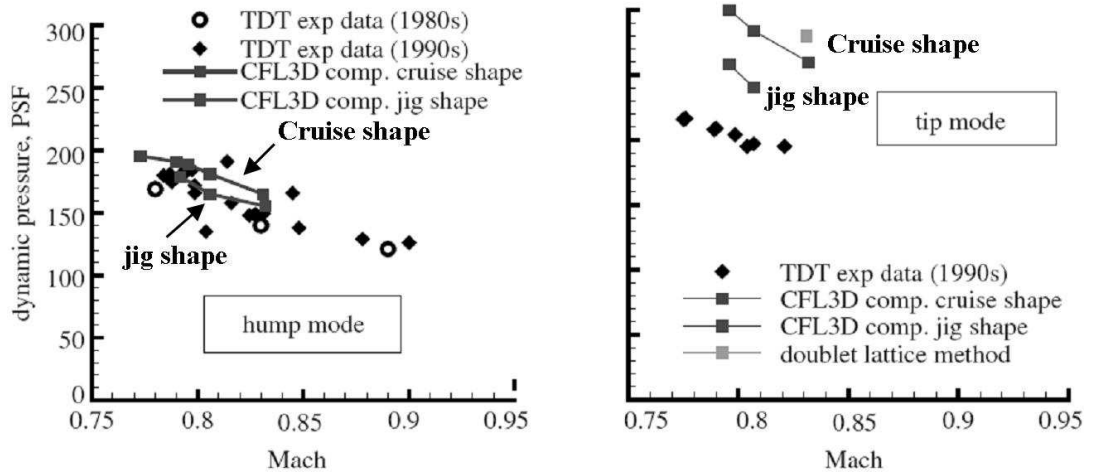 TDT exp data (1980s)
TDT exp data (1990s)
CFL3D comp. cruise shape
CFL3D comp. jig shape
Cruise shape
jig shape
hump mode
dynamic pressure, PSF
300
250
200
150
100
50
0
0.75
0.8
0.85
0.9
0.95
Mach
Cruise shape
jig shape
tip mode
TDT exp data (1990s)
CFL3D comp. cruise shape
CFL3D comp. jig shape
doublet lattice method
0.75
0.8
0.85
0.9
0.95
Mach